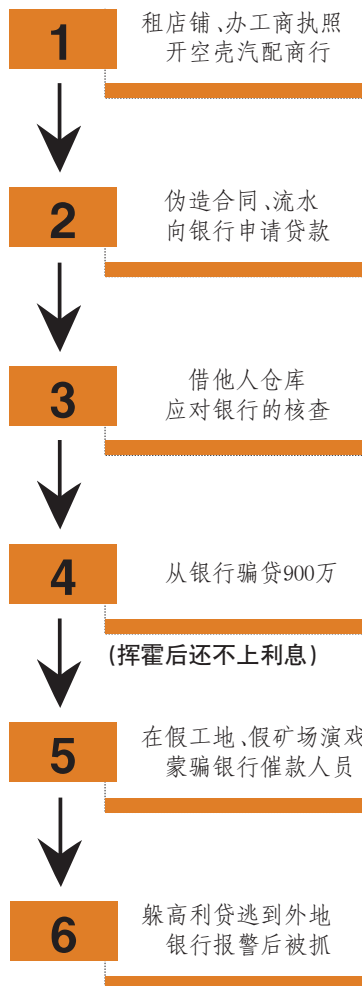 1
租店铺、办工商执照
开空壳汽配商行
2
伪造合同、流水
向银行申请贷款
3
借他人仓库
应对银行的核查
4
从银行骗贷900万
(挥霍后还不上利息)
5
在假工地、假矿场演戏
蒙骗银行催款人员
6
躲高利贷逃到外地
银行报警后被抓